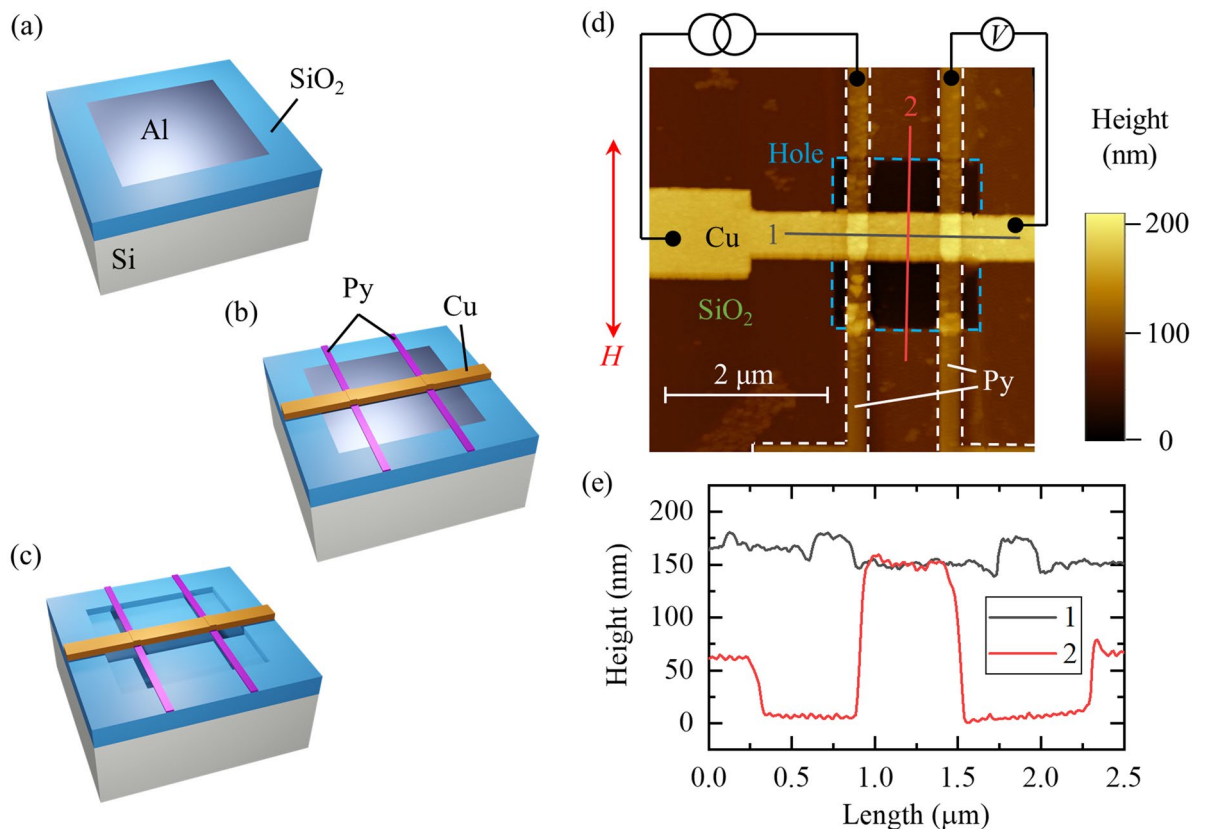 (a)
SiO₂
Al
Si
(b)
Py
Cu
(c)
(d)
V
2
Height
(nm)
Hole
200
1
Cu
SiO₂
100
H
2 μm
Py
0
(e)
200
150
100
50
0
Height (nm)
1
2
0.0 0.5 1.0 1.5 2.0 2.5
Length (μm)